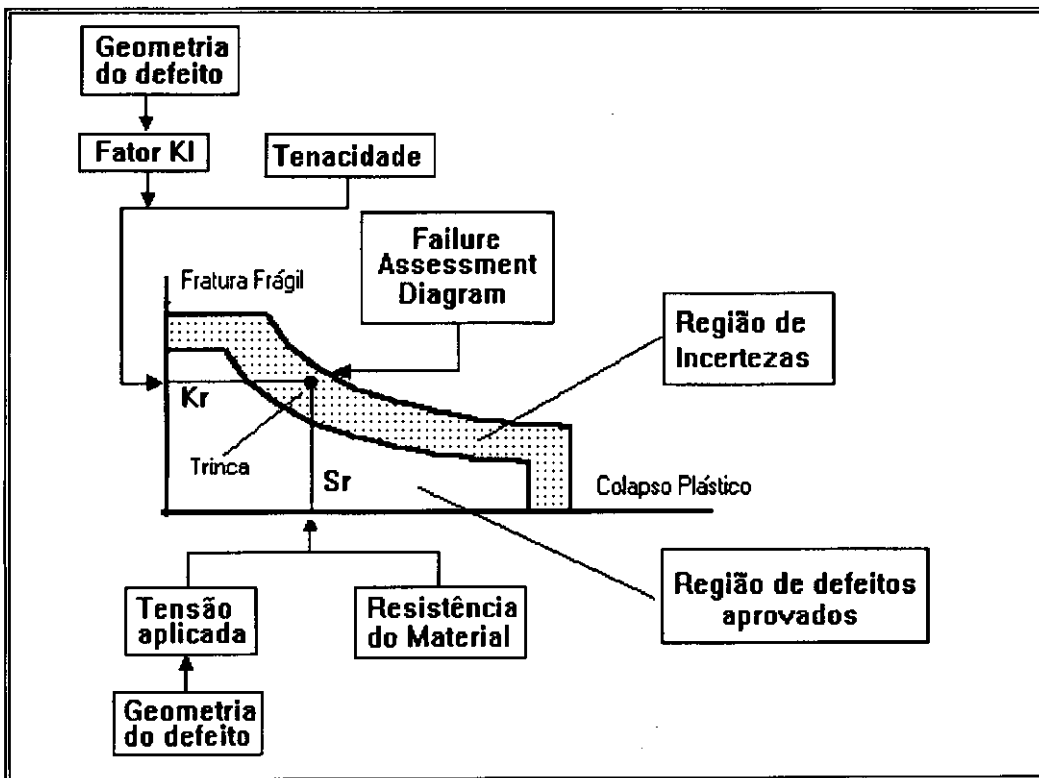 Geometria
do defeito
Fator KI
Tenacidade
Failure
Assessment
Diagram
Fratura Frágil
Região de
Incertezas
Kr
Trinca
Sr
Colapso Plástico
Tensão
aplicada
Resistência
do Material
Região de defeitos
aprovados
Geometria
do defeito